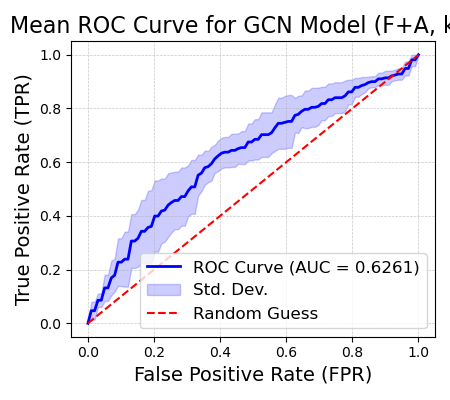 Mean ROC Curve for GCN Model (F+A, k
1.0
0.8
0.6
0.4
0.2
0.0
True Positive Rate (TPR)
ROC Curve (AUC = 0.6261)
Std. Dev.
Random Guess
0.0 0.2 0.4 0.6 0.8 1.0
False Positive Rate (FPR)